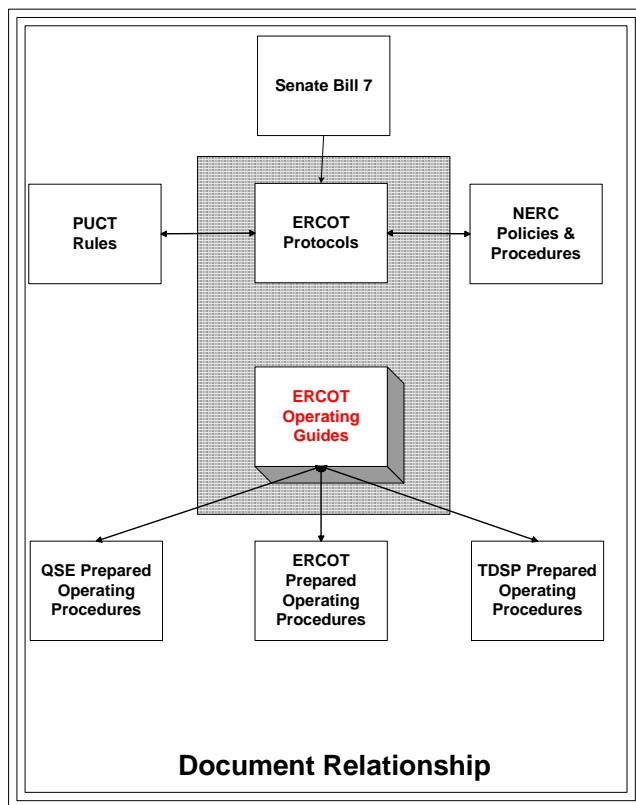 Senate Bill 7
PUCT
Rules
ERCOT
Protocols
NERC
Policies &
Procedures
ERCOT
Operating
Guides
QSE Prepared
Operating
Procedures
ERCOT
Prepared
Operating
Procedures
TDSP Prepared
Operating
Procedures
Document Relationship